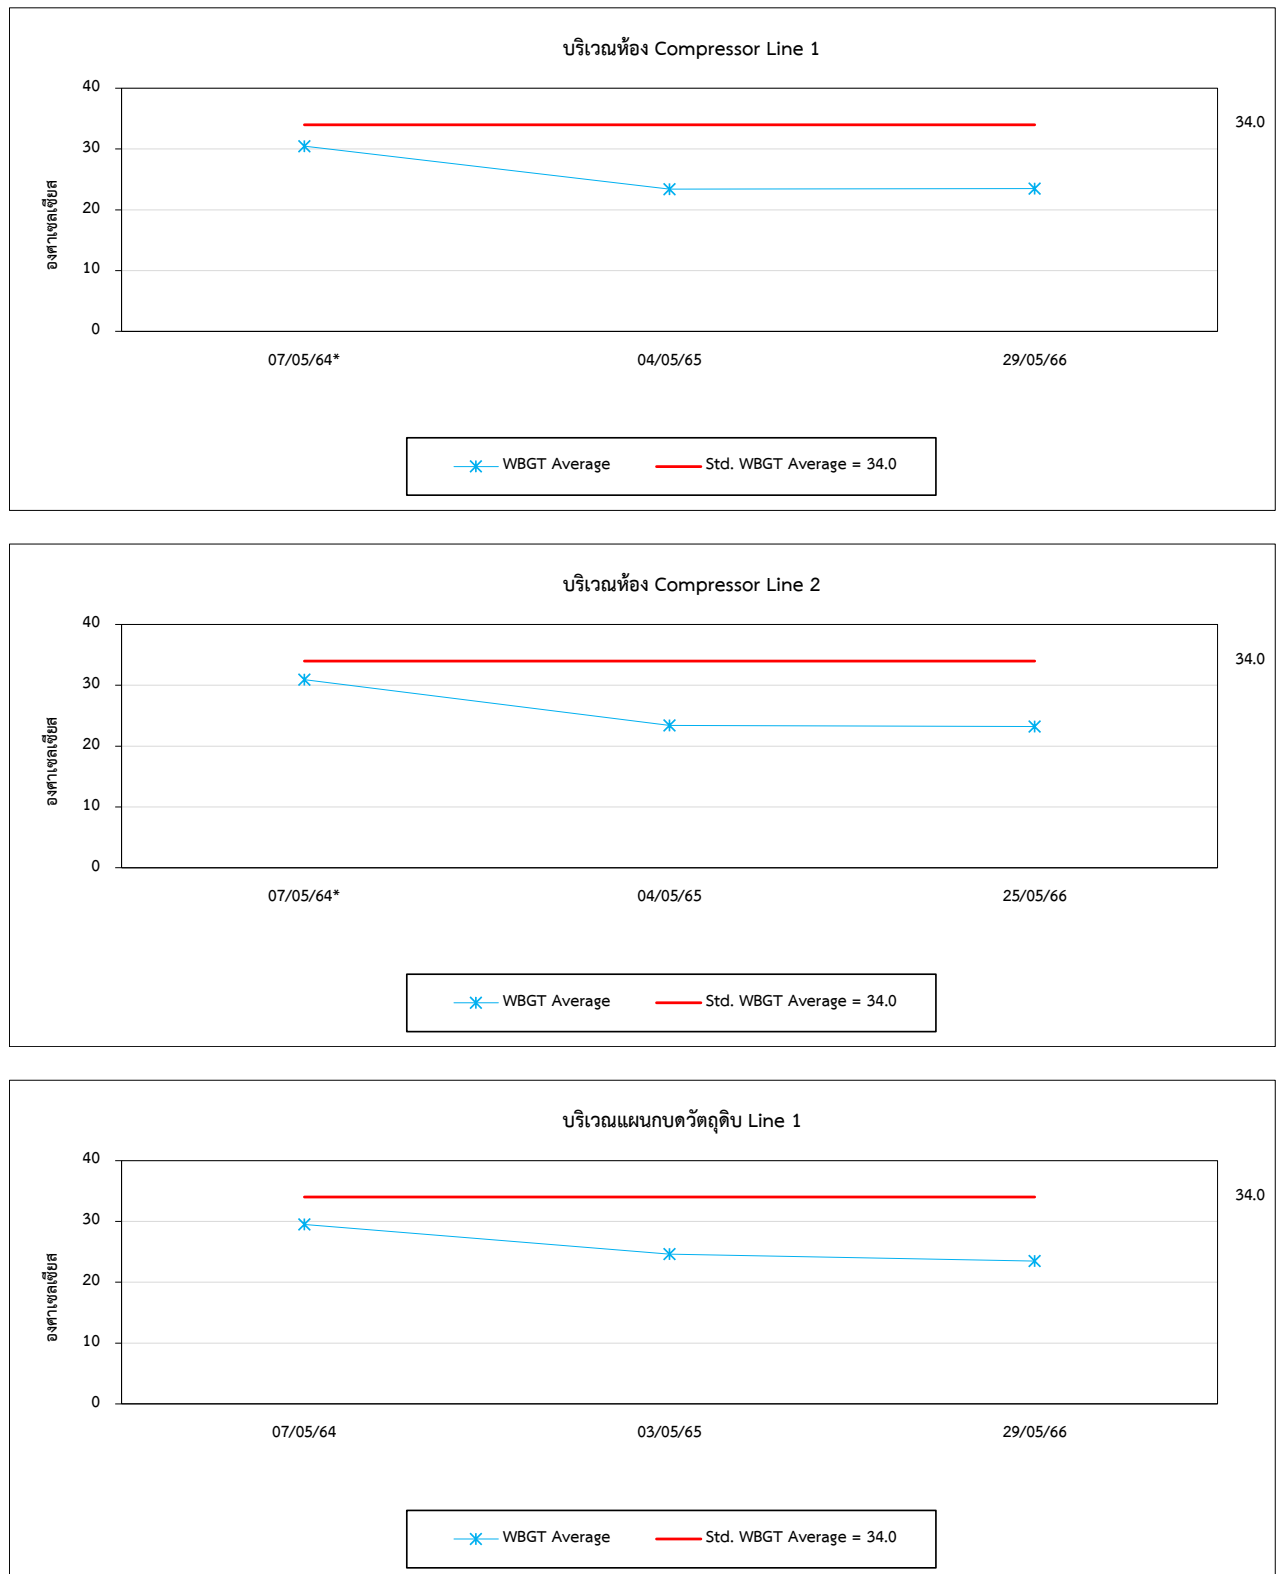 บริเวณห้อง Compressor Line 1
40
34.0
30
20
10
0
องศาเซลเซียส
07/05/64* 04/05/65 29/05/66
WBGT Average Std. WBGT Average = 34.0
บริเวณห้อง Compressor Line 2
40
34.0
30
20
10
0
องศาเซลเซียส
07/05/64* 04/05/65 25/05/66
WBGT Average Std. WBGT Average = 34.0
บริเวณแผนกบดวัตถุดิบ Line 1
40
34.0
30
20
10
0
องศาเซลเซียส
07/05/64 03/05/65 29/05/66
WBGT Average Std. WBGT Average = 34.0